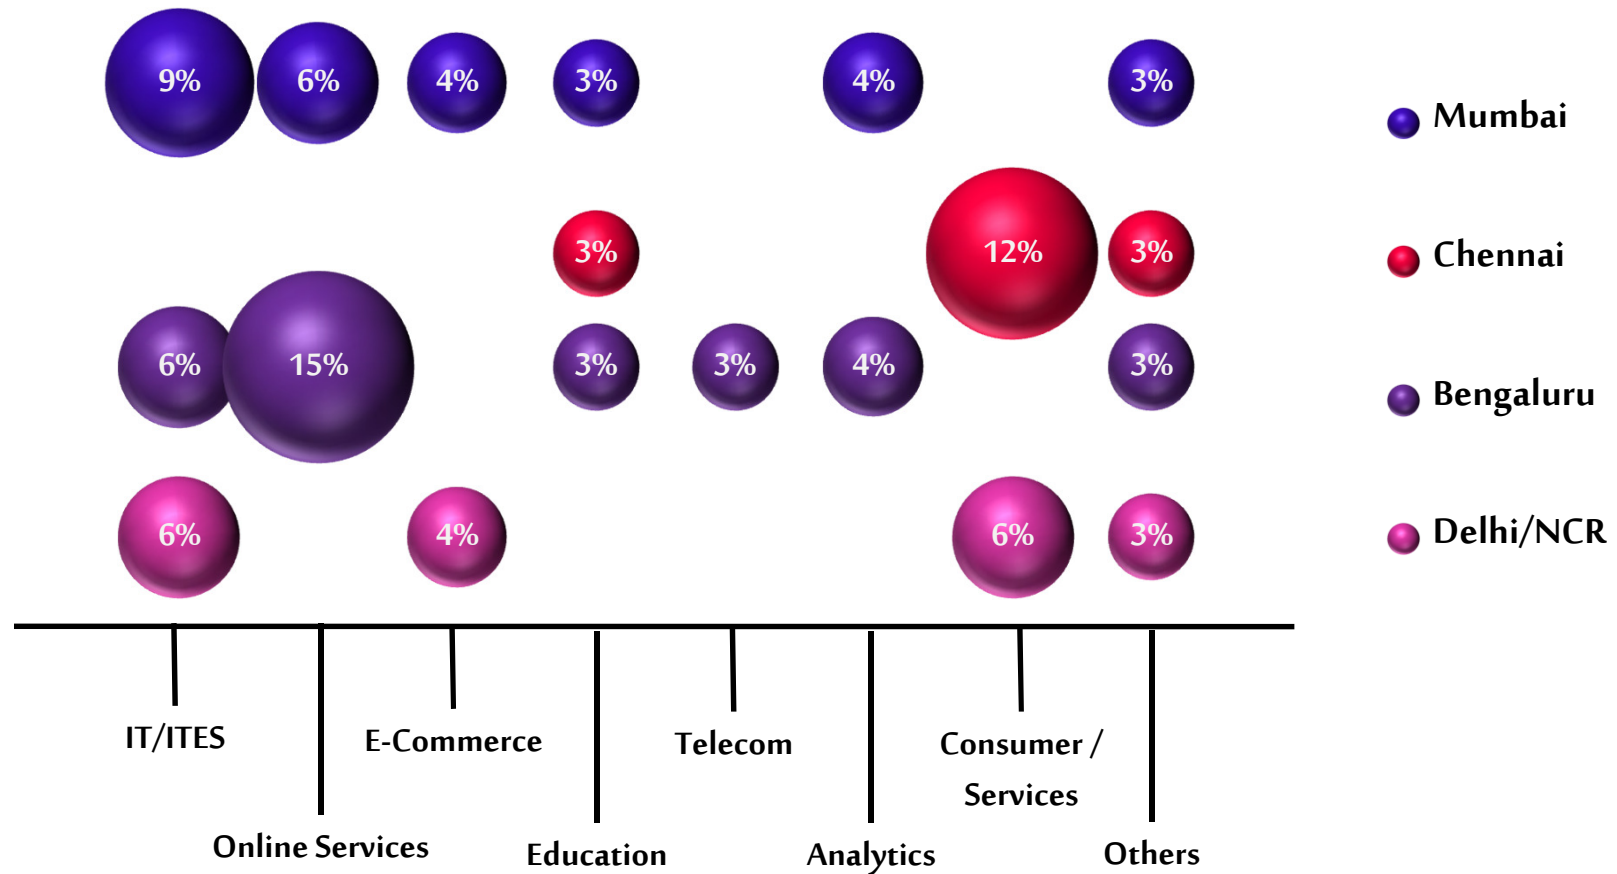 9% 6% 4% 3% 4% 3%
Mumbai
3% 12% 3%
Chennai
6% 15% 3% 3% 4% 3%
Bengaluru
6% 4% 6% 3%
Delhi/NCR
IT/ITES
E-Commerce
Telecom
Consumer /
Services
Online Services
Education
Analytics
Others